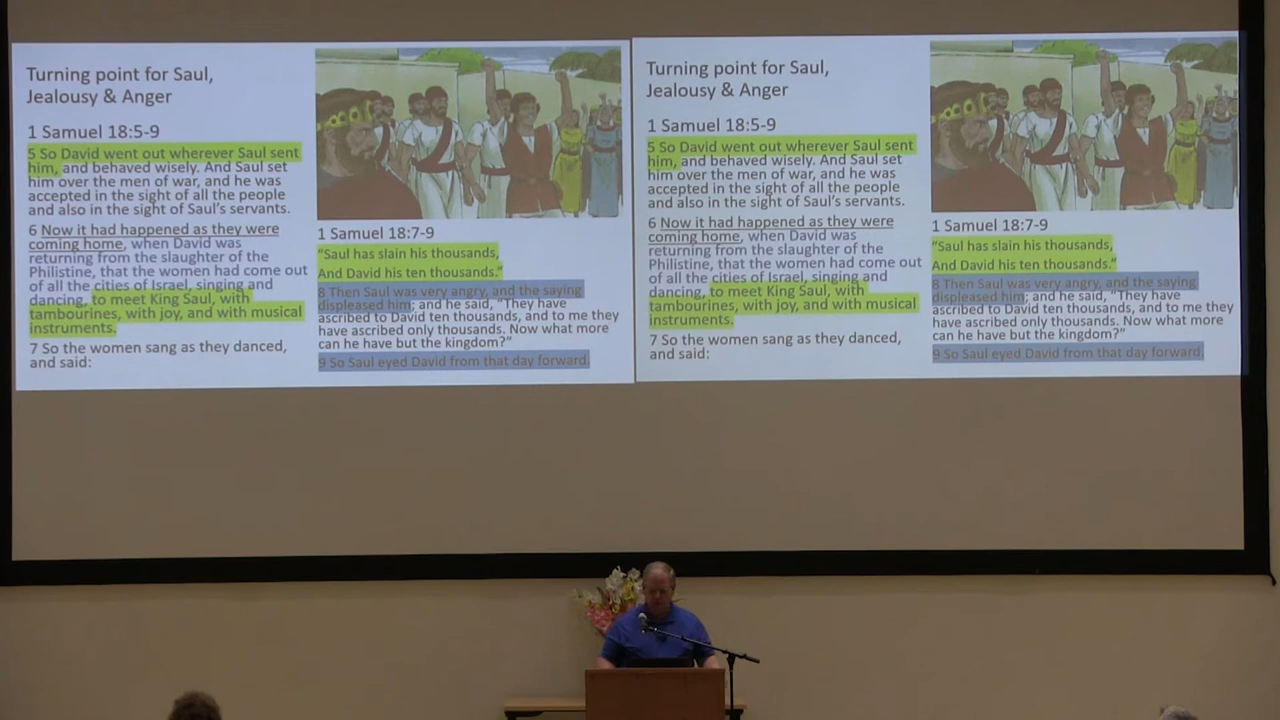 Turning point for Saul,
Jealousy & Anger
1 Samuel 18:5-9
5 So David went out wherever Saul sent
him, and behaved wisely. And Saul set
him over the men of war, and he was
accepted in the sight of all the people
and also in the sight of Saul's servants.
6 Now it had happened as they were
coming home, when David was
returning from the slaughter of the
Philistine, that the women had come out
of all the cities of Israel, singing and
dancing, to meet King Saul, with
tambourines, with joy, and with musical
instruments.
7 So the women sang as they danced,
and said:
1 Samuel 18:7-9
“Saul has slain his thousands,
And David his ten thousands.”
8 Then Saul was very angry, and the saying
displeased him; and he said, “They have
ascribed to David ten thousands, and to me they
have ascribed only thousands. Now what more
can he have but the kingdom?”
9 So Saul eyed David from that day forward.
Turning point for Saul,
Jealousy & Anger
1 Samuel 18:5-9
5 So David went out wherever Saul sent
him, and behaved wisely. And Saul set
him over the men of war, and he was
accepted in the sight of all the people
and also in the sight of Saul's servants.
6 Now it had happened as they were
coming home, when David was
returning from the slaughter of the
Philistine, that the women had come out
of all the cities of Israel, singing and
dancing, to meet King Saul, with
tambourines, with joy, and with musical
instruments.
7 So the women sang as they danced,
and said:
1 Samuel 18:7-9
“Saul has slain his thousands,
And David his ten thousands.”
8 Then Saul was very angry, and the saying
displeased him; and he said, “They have
ascribed to David ten thousands, and to me they
have ascribed only thousands. Now what more
can he have but the kingdom?”
9 So Saul eyed David from that day forward.